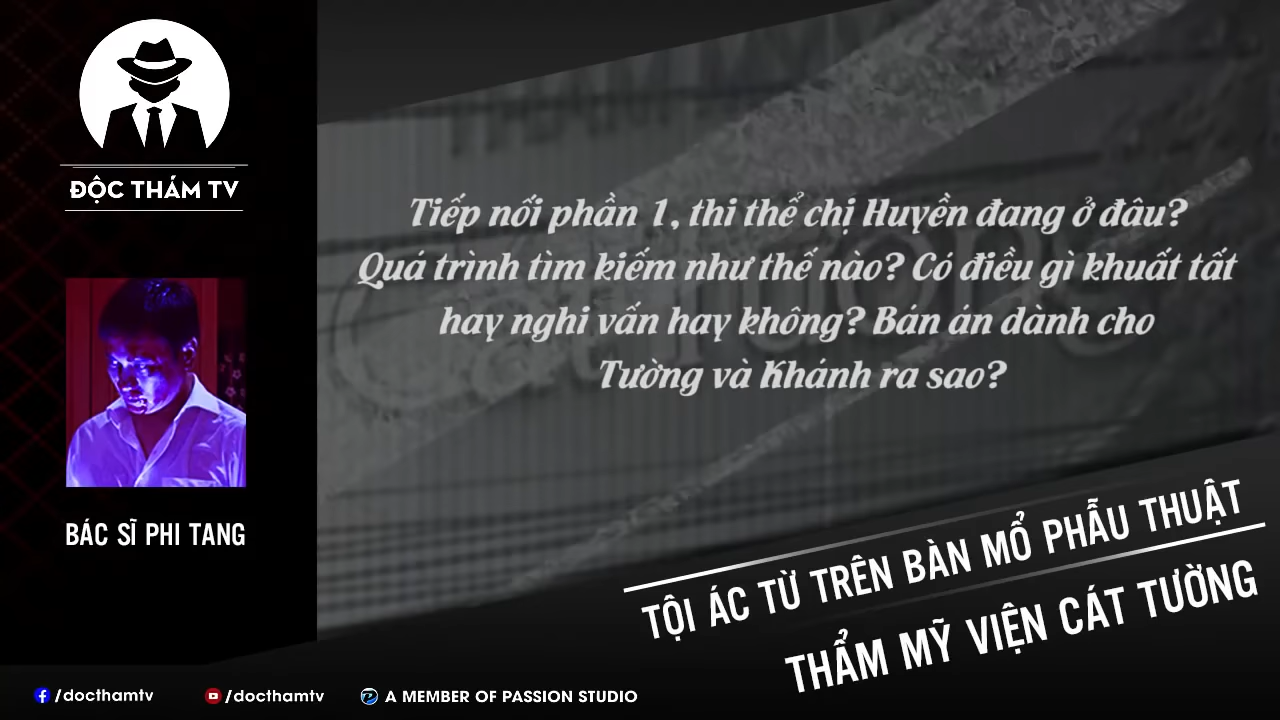 ĐỘC THÁM TV
BÁC SĨ PHI TANG
Tiếp nối phần 1, thi thể chị Huyền đang ở đâu?
Quá trình tìm kiếm như thế nào? Có điều gì khuất tất
hay nghi vấn hay không? Bán án dành cho
Tường và Khánh ra sao?
Cát Tường
TỘI ÁC TỪ TRÊN BÀN MỔ PHẪU THUẬT
THẨM MỸ VIỆN CÁT TƯỜNG
/docthamtv
/docthamtv
A MEMBER OF PASSION STUDIO